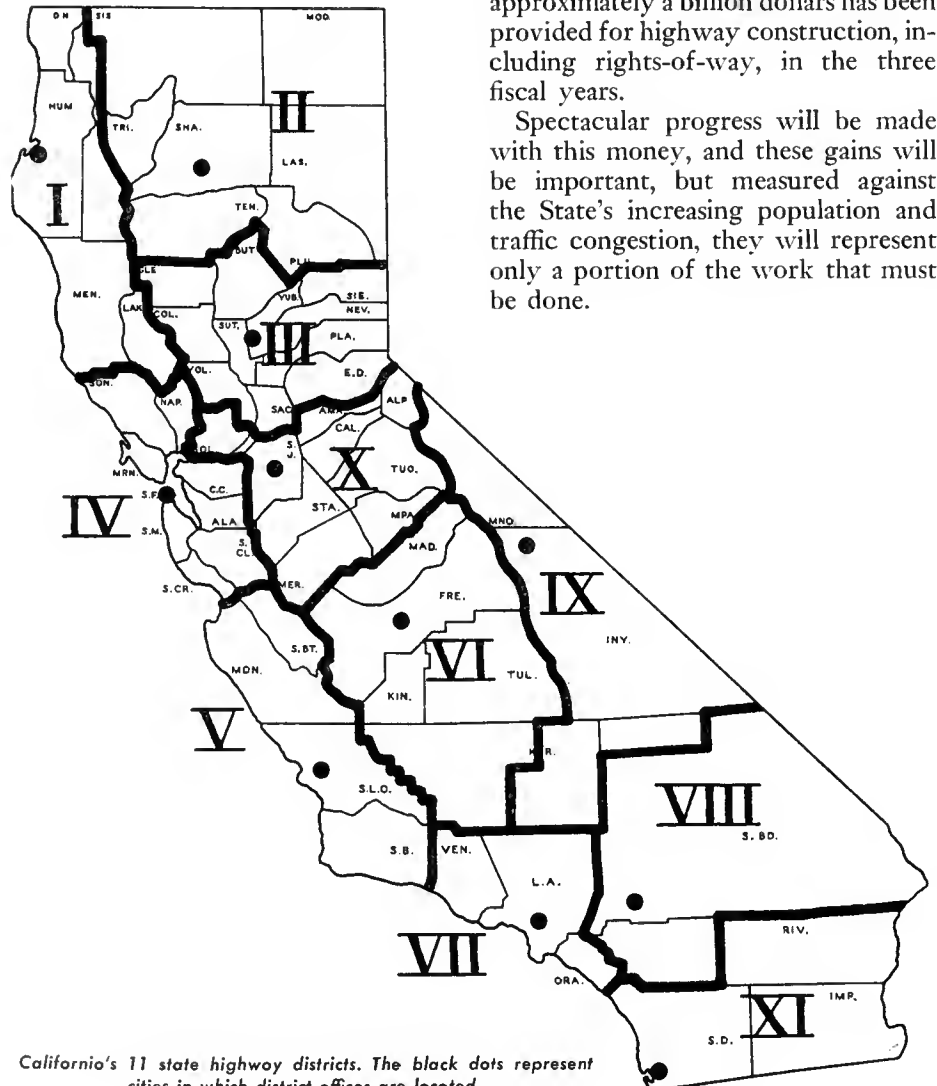 approximately a billion dollars has been
provided for highway construction, in-
cluding rights-of-way, in the three
fiscal years.
Spectacular progress will be made
with this money, and these gains will
be important, but measured against
the State's increasing population and
traffic congestion, they will represent
only a portion of the work that must
be done.
SIS
MOD.
HUM
TRI.
SHA.
II
LAS.
I
TEH.
BUT
PLU
GLE
MEN.
LAK
COL.
YUB.
SIE.
NEV.
SUT.
III
PLA.
YOL.
E.D.
SON.
NAP.
SAC
AMA
ALP
CAL.
S.
J.
X
TUO.
MRN.
C.C.
S.F.
STA.
IV
ALA.
MPA
MNO.
S.M.
S.
CL.
MAD.
S.CR.
MER.
FRE.
IX
INY.
S.BT.
MON.
VI
TUL.
KIN.
V
S.L.O.
VIII
S.BD.
S.B.
VEN.
L.A.
RIV.
VII
ORA.
XI
IMP.
S.D.
Californio's 11 state highway districts. The black dots represent
cities in which district offices are located